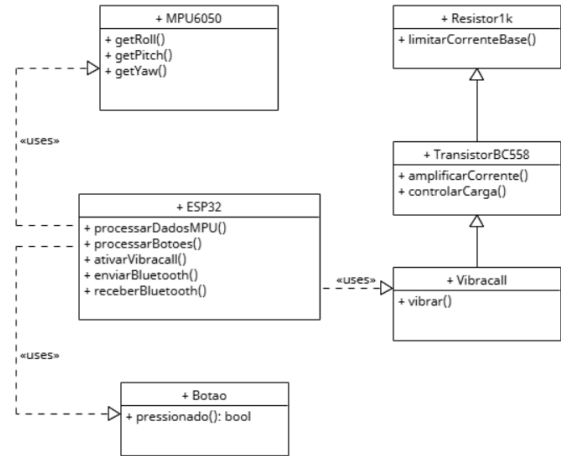 + MPU6050
+ getRoll()
+ getPitch()
+ getYaw()
+ Resistor1k
+ limitarCorrenteBase()
«uses»
+ TransistorBC558
+ amplificarCorrente()
+ controlarCarga()
+ ESP32
+ processarDadosMPU()
+ processarBotoes()
+ ativarVibracall()
+ enviarBluetooth()
+ receberBluetooth()
«uses»
+ Vibracall
+ vibrar()
«uses»
+ Botao
+ pressionado(): bool